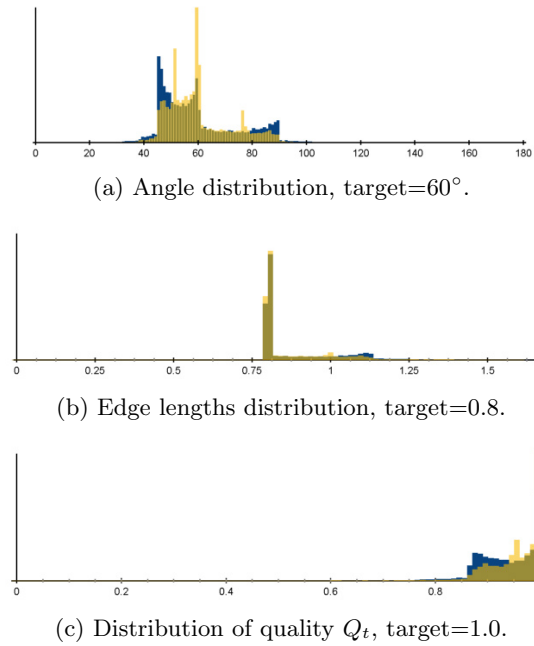 0 20 40 60 80 100 120 140 160 180
(a) Angle distribution, target=60°.
0 0.25 0.5 0.75 1 1.25 1.5
(b) Edge lengths distribution, target=0.8.
0 0.2 0.4 0.6 0.8
(c) Distribution of quality Qₜ, target=1.0.